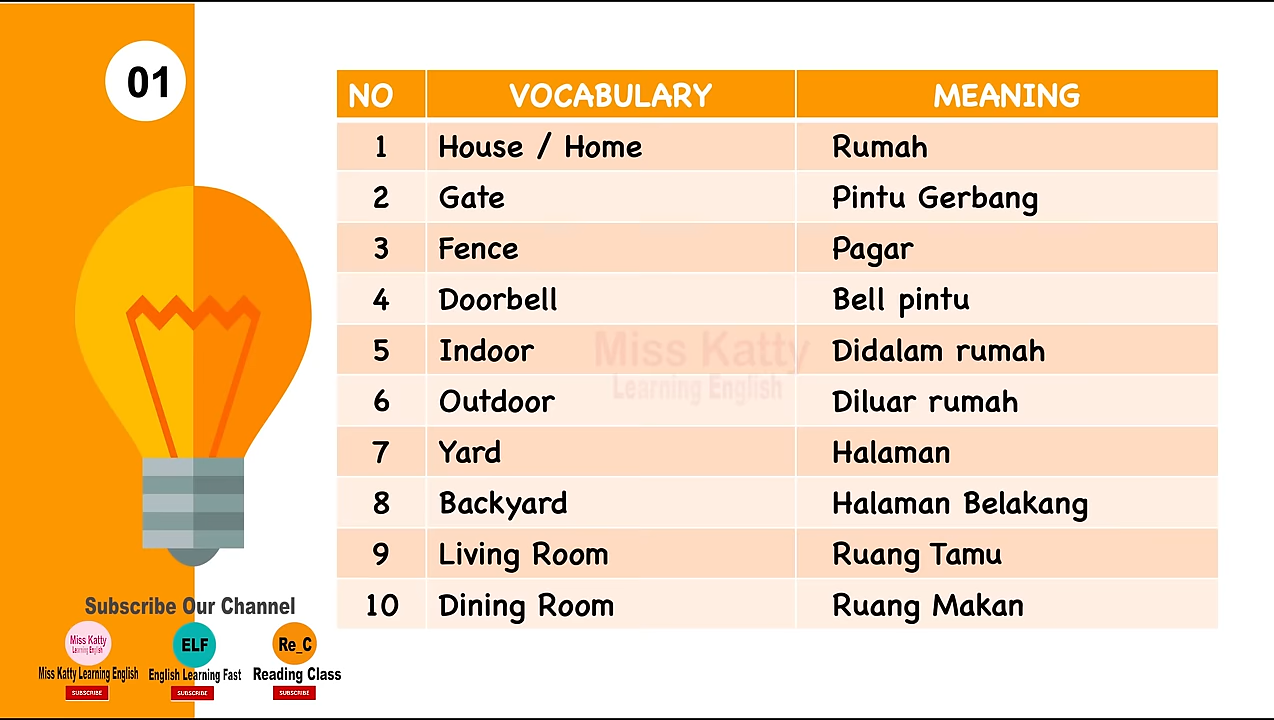 01
NO VOCABULARY MEANING
1 House / Home Rumah
2 Gate Pintu Gerbang
3 Fence Pagar
4 Doorbell Bell pintu
5 Indoor Didalam rumah
6 Outdoor Diluar rumah
7 Yard Halaman
8 Backyard Halaman Belakang
9 Living Room Ruang Tamu
10 Dining Room Ruang Makan
Miss Katty
Learning English
Subscribe Our Channel
Miss Katty
Learning English
Miss Katty Learning English
SUBSCRIBE
ELF
English Learning Fast
SUBSCRIBE
Re_C
Reading Class
SUBSCRIBE